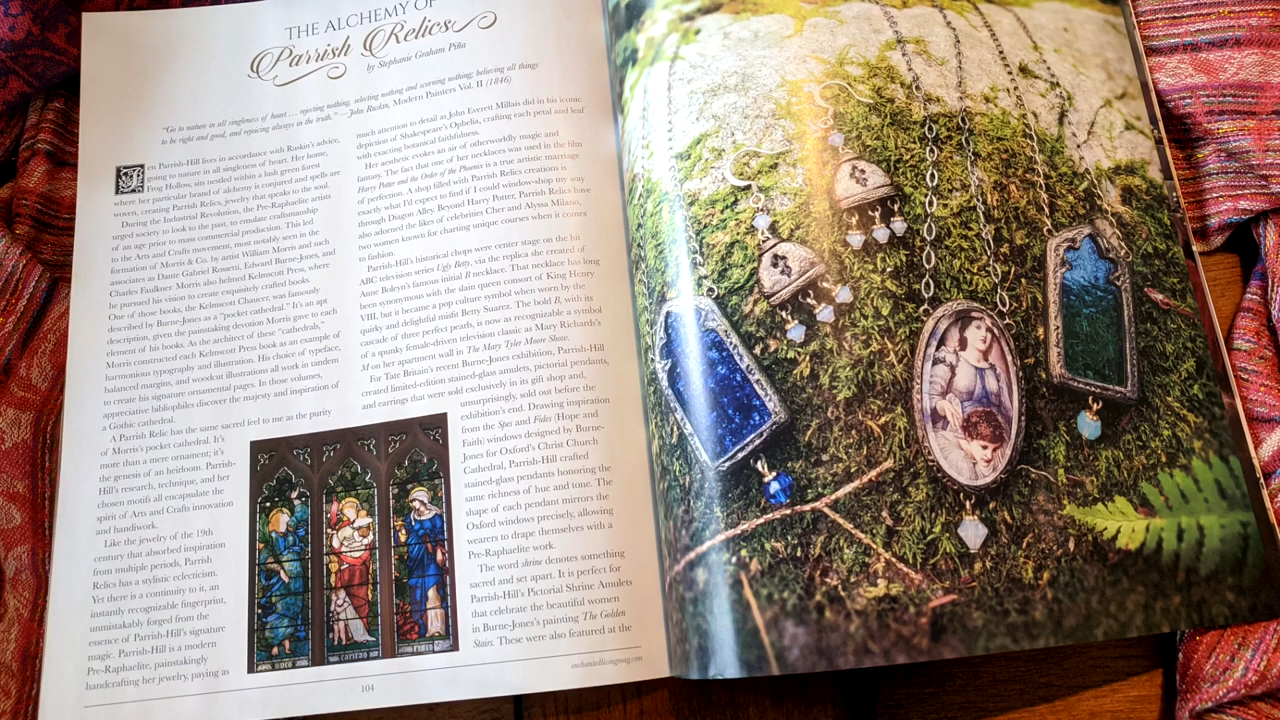 THE ALCHEMY OF
Parrish Relics
by Stephanie Graham Piña
"Go to nature in all singleness of heart . . . rejecting nothing, selecting nothing and scorning nothing; believing all things
to be right and good, and rejoicing always in the truth." —John Ruskin, Modern Painters Vol. II (1846)
Jen Parrish-Hill lives in accordance with Ruskin's advice,
going to nature in all singleness of heart. Her home,
Frog Hollow, sits nestled within a lush green forest
where her particular brand of alchemy is conjured and spells are
woven, creating Parrish Relics, jewelry that speaks to the soul.
During the Industrial Revolution, the Pre-Raphaelite artists
urged society to look to the past, to emulate craftsmanship
of an age prior to mass commercial production. This led
to the Arts and Crafts movement, most notably seen in the
formation of Morris & Co. by artist William Morris and such
associates as Dante Gabriel Rossetti, Edward Burne-Jones, and
Charles Faulkner. Morris also helmed Kelmscott Press, where
he pursued his vision to create exquisitely crafted books.
One of those books, the Kelmscott Chaucer, was famously
described by Burne-Jones as a "pocket cathedral." It's an apt
description, given the painstaking devotion Morris gave to each
element of his books. As the architect of these "cathedrals,"
Morris constructed each Kelmscott Press book as an example of
harmonious typography and illustration. His choice of typeface,
balanced margins, and woodcut illustrations all work in tandem
to create his signature ornamental pages. In those volumes,
appreciative bibliophiles discover the majesty and inspiration of
a Gothic cathedral.
A Parrish Relic has the same sacred feel to me as the purity
of Morris's pocket cathedral. It's
more than a mere ornament; it's
the genesis of an heirloom. Parrish-
Hill's research, technique, and her
chosen motifs all encapsulate the
spirit of Arts and Crafts innovation
and handiwork.
Like the jewelry of the 19th
century that absorbed inspiration
from multiple periods, Parrish
Relics has a stylistic eclecticism.
Yet there is a continuity to it, an
instantly recognizable fingerprint,
unmistakably forged from the
essence of Parrish-Hill's signature
magic. Parrish-Hill is a modern
Pre-Raphaelite, painstakingly
handcrafting her jewelry, paying as
much attention to detail as John Everett Millais did in his iconic
depiction of Shakespeare's Ophelia, crafting each petal and leaf
with exacting botanical faithfulness.
Her aesthetic evokes an air of otherworldly magic and
fantasy. The fact that one of her necklaces was used in the film
Harry Potter and the Order of the Phoenix is a true artistic marriage
of perfection. A shop filled with Parrish Relics creations is
exactly what I'd expect to find if I could window-shop my way
through Diagon Alley. Beyond Harry Potter, Parrish Relics have
also adorned the likes of celebrities Cher and Alyssa Milano,
two women known for charting unique courses when it comes
to fashion.
Parrish-Hill's historical chops were center stage on the hit
ABC television series Ugly Betty, via the replica she created of
Anne Boleyn's famous initial B necklace. That necklace has long
been synonymous with the slain queen consort of King Henry
VIII, but it became a pop culture symbol when worn by the
quirky and delightful misfit Betty Suarez. The bold B, with its
cascade of three perfect pearls, is now as recognizable a symbol
of a spunky female-driven television classic as Mary Richards's
M on her apartment wall in The Mary Tyler Moore Show.
For Tate Britain's recent Burne-Jones exhibition, Parrish-Hill
created limited-edition stained-glass amulets, pictorial pendants,
and earrings that were sold exclusively in its gift shop and,
unsurprisingly, sold out before the
exhibition's end. Drawing inspiration
from the Spes and Fides (Hope and
Faith) windows designed by Burne-
Jones for Oxford's Christ Church
Cathedral, Parrish-Hill crafted
stained-glass pendants honoring the
same richness of hue and tone. The
shape of each pendant mirrors the
Oxford windows precisely, allowing
wearers to drape themselves with a
Pre-Raphaelite work.
The word shrine denotes something
sacred and set apart. It is perfect for
Parrish-Hill's Pictorial Shrine Amulets
that celebrate the beautiful women
in Burne-Jones's painting The Golden
Stairs. These were also featured at the
spes caritas fides
104
enchantedlivingmag.com